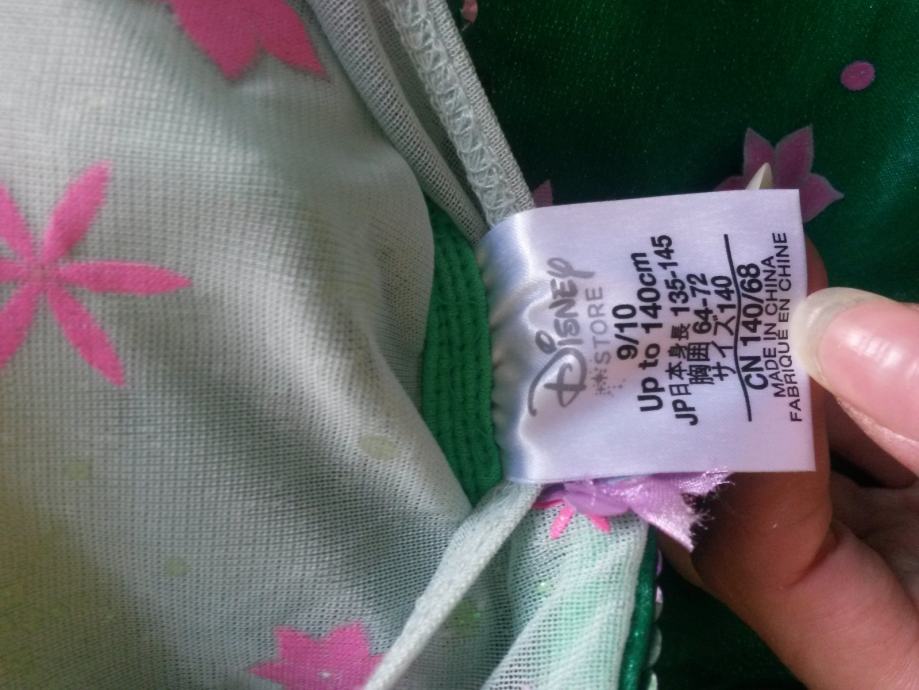 Disney
STORE
9/10
Up to 140cm
JP日本身長 135-145
胸囲 64-72
サイズ140
CN 140/68
MADE IN CHINA
FABRIQUÉ EN CHINE